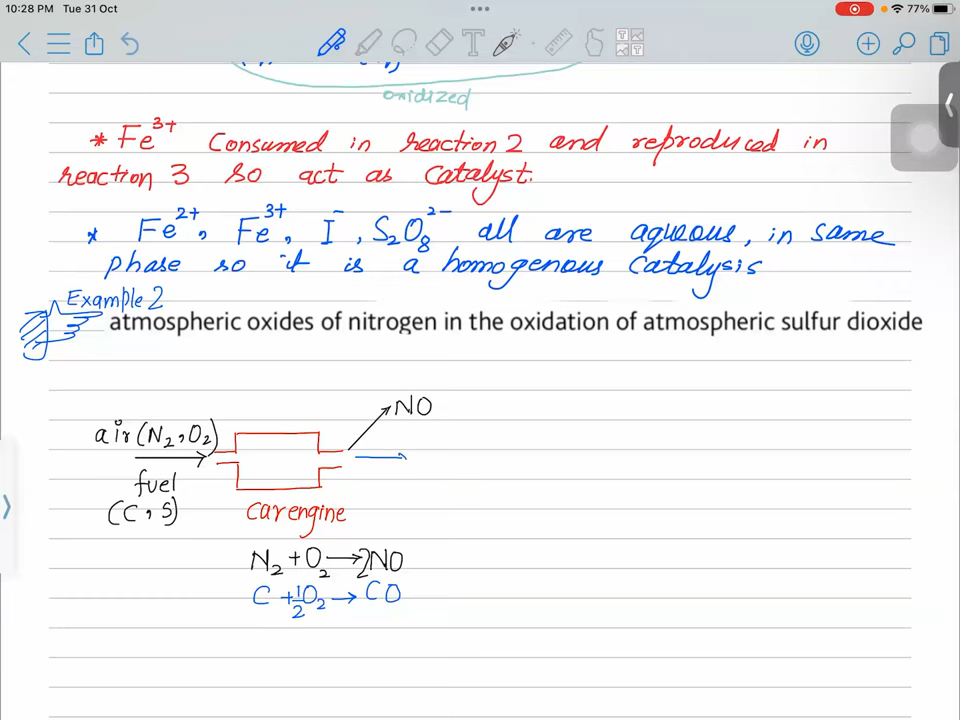 10:28 PM Tue 31 Oct
77%
oxidized
* Fe³⁺ Consumed in reaction 2 and reproduced in
reaction 3 so act as catalyst.
* Fe²⁺, Fe³⁺, I⁻, S₂O₈²⁻ all are aqueous, in same
phase so it is a homogenous catalysis
Example 2
atmospheric oxides of nitrogen in the oxidation of atmospheric sulfur dioxide
NO
air (N₂, O₂)
fuel
(C, S)
car engine
N₂ + O₂ → 2NO
C + ½O₂ → CO